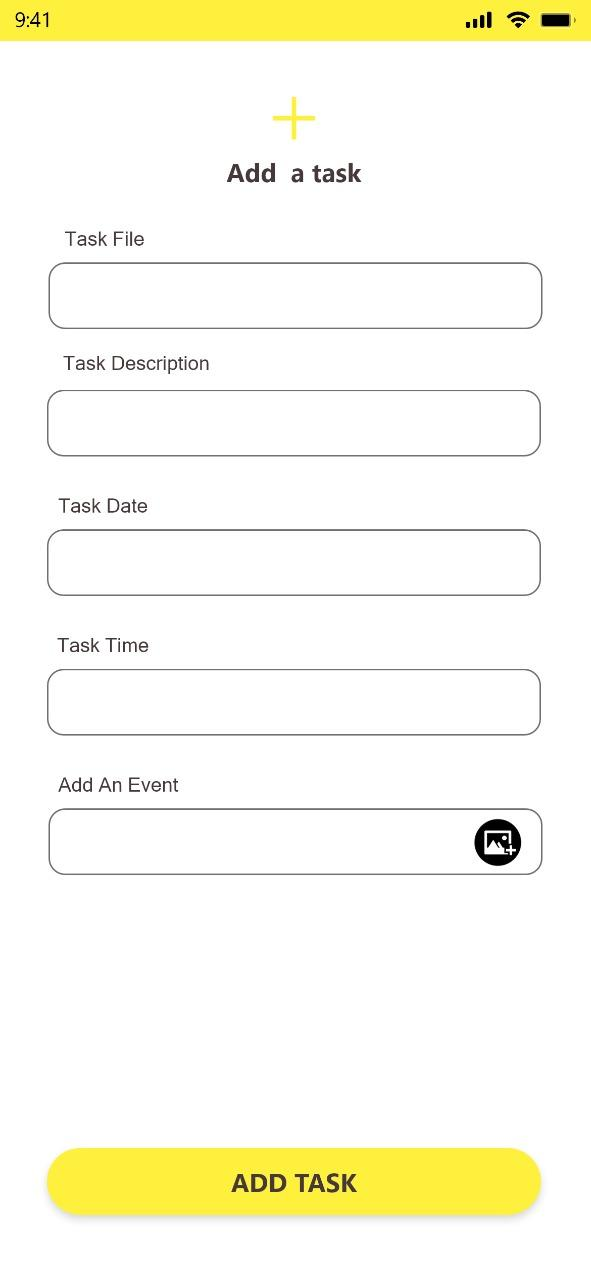 9:41
Add a task
Task File
Task Description
Task Date
Task Time
Add An Event
ADD TASK